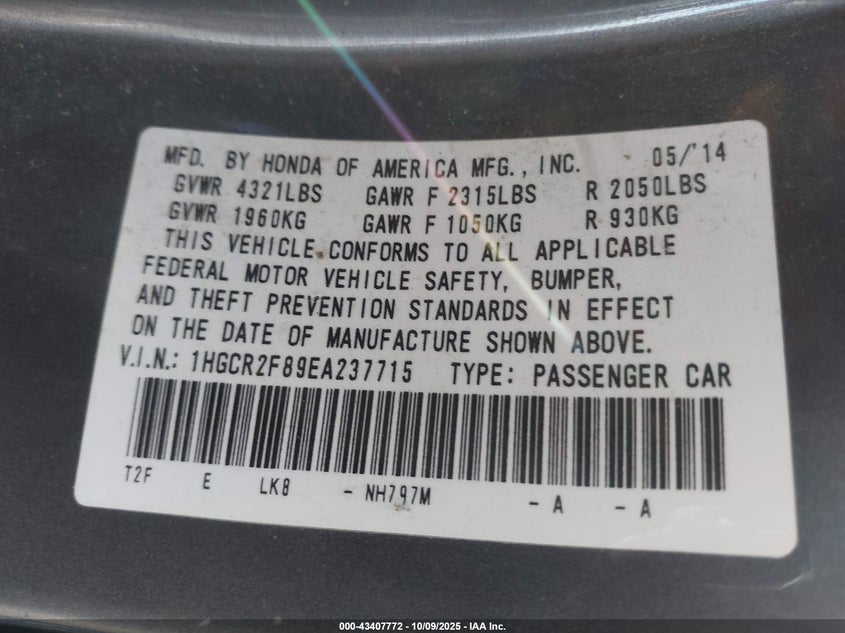 MFD. BY HONDA OF AMERICA MFG., INC. 05/'14
GVWR 4321LBS GAWR F 2315LBS R 2050LBS
GVWR 1960KG GAWR F 1050KG R 930KG
THIS VEHICLE CONFORMS TO ALL APPLICABLE
FEDERAL MOTOR VEHICLE SAFETY, BUMPER,
AND THEFT PREVENTION STANDARDS IN EFFECT
ON THE DATE OF MANUFACTURE SHOWN ABOVE.
V.I.N.: 1HGCR2F89EA237715 TYPE: PASSENGER CAR
T2F E LK8 - NH797M - A - A
000-43407772 - 10/09/2025 - IAA Inc.